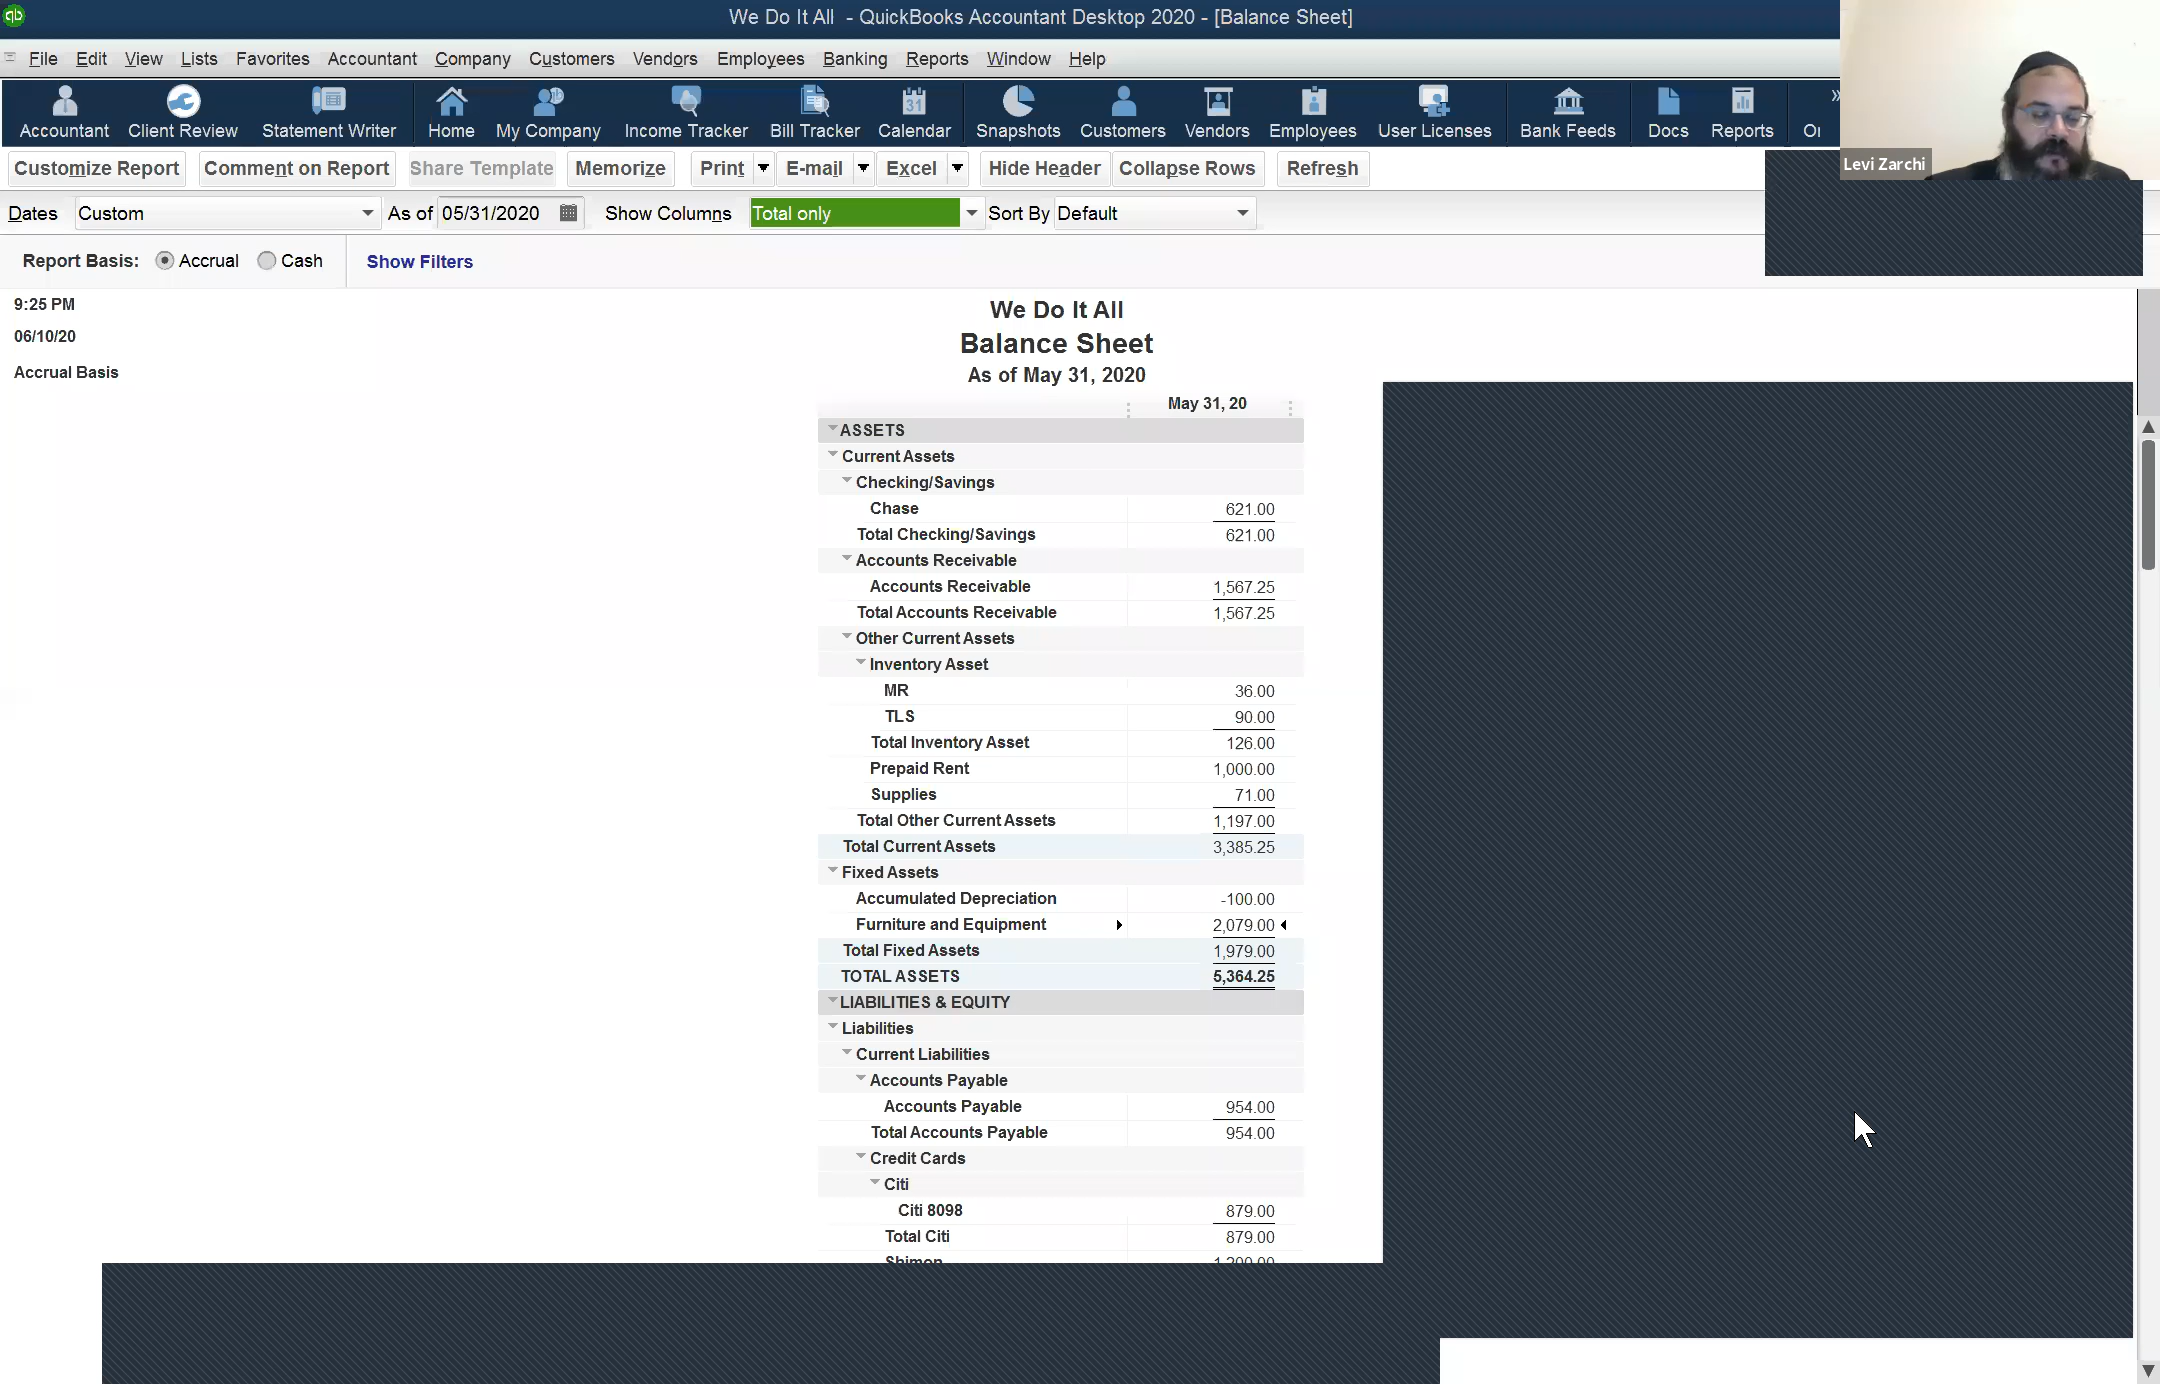 qb
We Do It All - QuickBooks Accountant Desktop 2020 - [Balance Sheet]
File Edit View Lists Favorites Accountant Company Customers Vendors Employees Banking Reports Window Help
31
Accountant Client Review Statement Writer Home My Company Income Tracker Bill Tracker Calendar Snapshots Customers Vendors Employees User Licenses Bank Feeds Docs Reports
Levi Zarchi
Customize Report Comment on Report Share Template Memorize Print E-mail Excel Hide Header Collapse Rows Refresh
Dates Custom As of 05/31/2020 Show Columns Total only Sort By Default
Report Basis: Accrual Cash Show Filters
9:25 PM
06/10/20
Accrual Basis
We Do It All
Balance Sheet
As of May 31, 2020
May 31, 20
ASSETS
Current Assets
Checking/Savings
Chase 621.00
Total Checking/Savings 621.00
Accounts Receivable
Accounts Receivable 1,567.25
Total Accounts Receivable 1,567.25
Other Current Assets
Inventory Asset
MR 36.00
TLS 90.00
Total Inventory Asset 126.00
Prepaid Rent 1,000.00
Supplies 71.00
Total Other Current Assets 1,197.00
Total Current Assets 3,385.25
Fixed Assets
Accumulated Depreciation -100.00
Furniture and Equipment 2,079.00
Total Fixed Assets 1,979.00
TOTAL ASSETS 5,364.25
LIABILITIES & EQUITY
Liabilities
Current Liabilities
Accounts Payable
Accounts Payable 954.00
Total Accounts Payable 954.00
Credit Cards
Citi
Citi 8098 879.00
Total Citi 879.00
Shimon 1,200.00